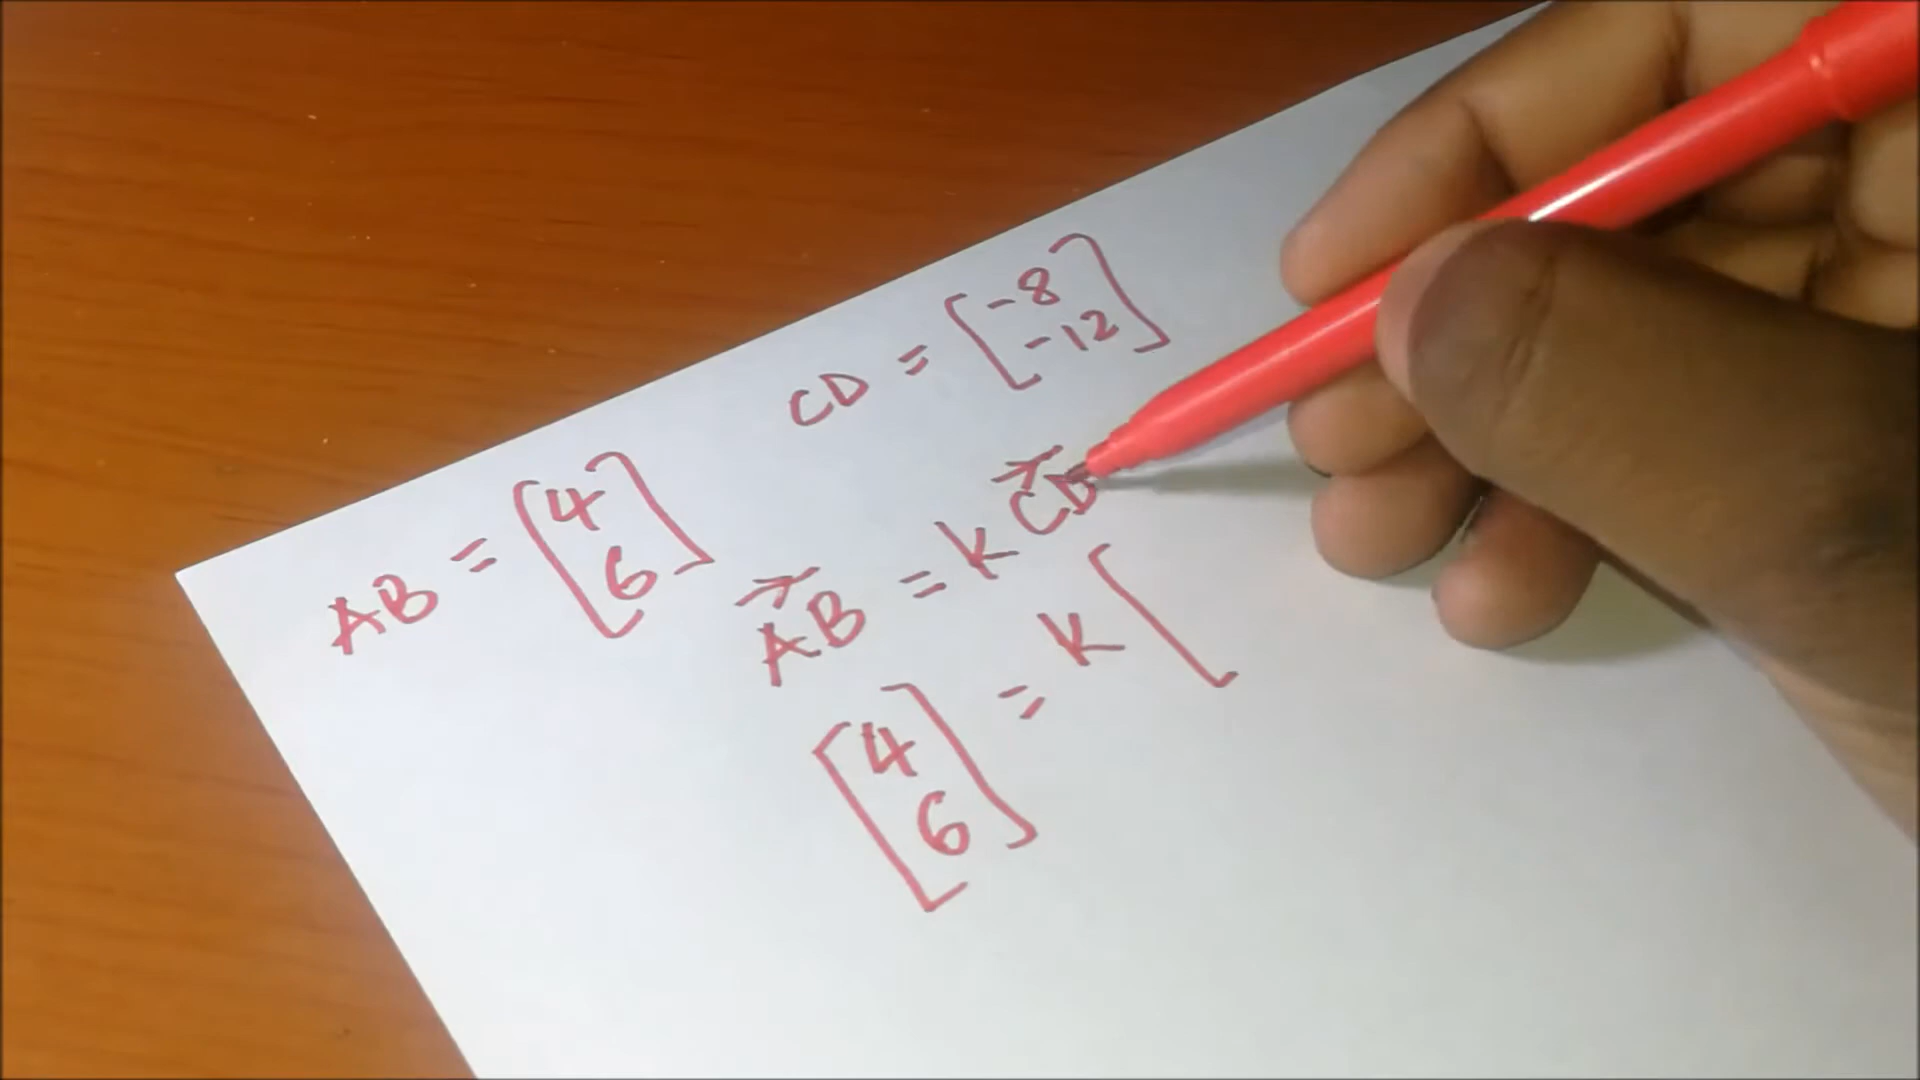 CD = [-8
-12]
AB = [4
6]
AB = K CD
[4
6] = K [